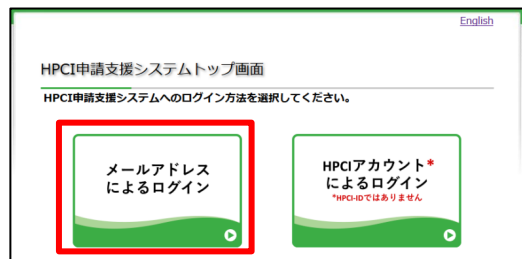 English
HPCI申請支援システムトップ画面
HPCI申請支援システムへのログイン方法を選択してください。
メールアドレス
によるログイン
HPCIアカウント*
によるログイン
*HPCI-IDではありません